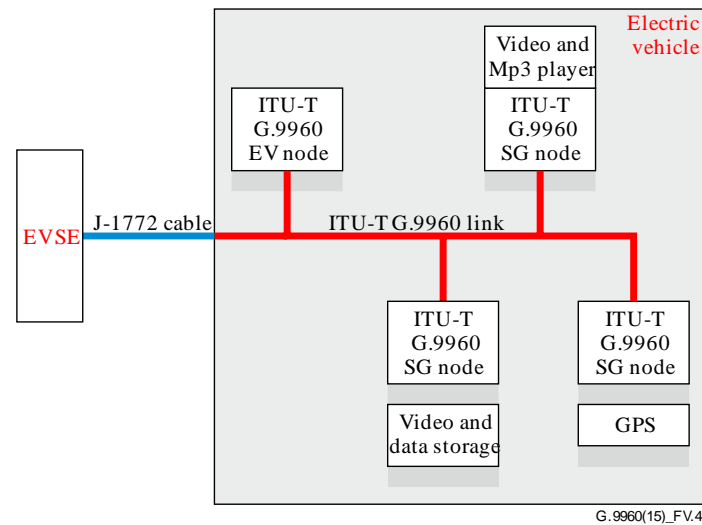 Electric
vehicle
Video and
Mp3 player
ITU-T
G.9960
EV node
ITU-T
G.9960
SG node
EVSE
J-1772 cable
ITU-T G.9960 link
ITU-T
G.9960
SG node
ITU-T
G.9960
SG node
Video and
data storage
GPS
G.9960(15)_FV.4